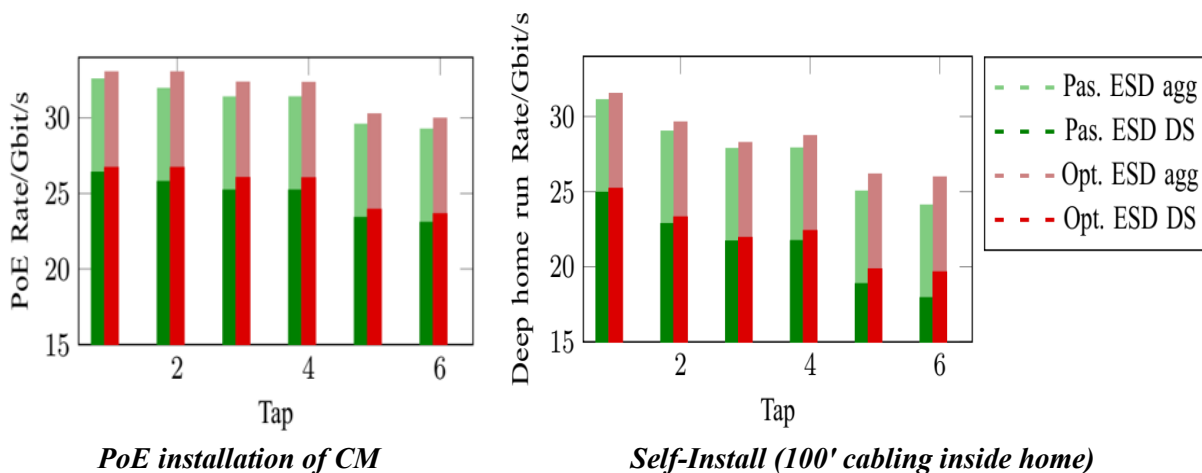 PoE Rate/Gbit/s
30
25
20
15
2
4
6
Tap
PoE installation of CM
Deep home run Rate/Gbit/s
30
25
20
15
2
4
6
Tap
Self-Install (100' cabling inside home)
Pas. ESD agg
Pas. ESD DS
Opt. ESD agg
Opt. ESD DS